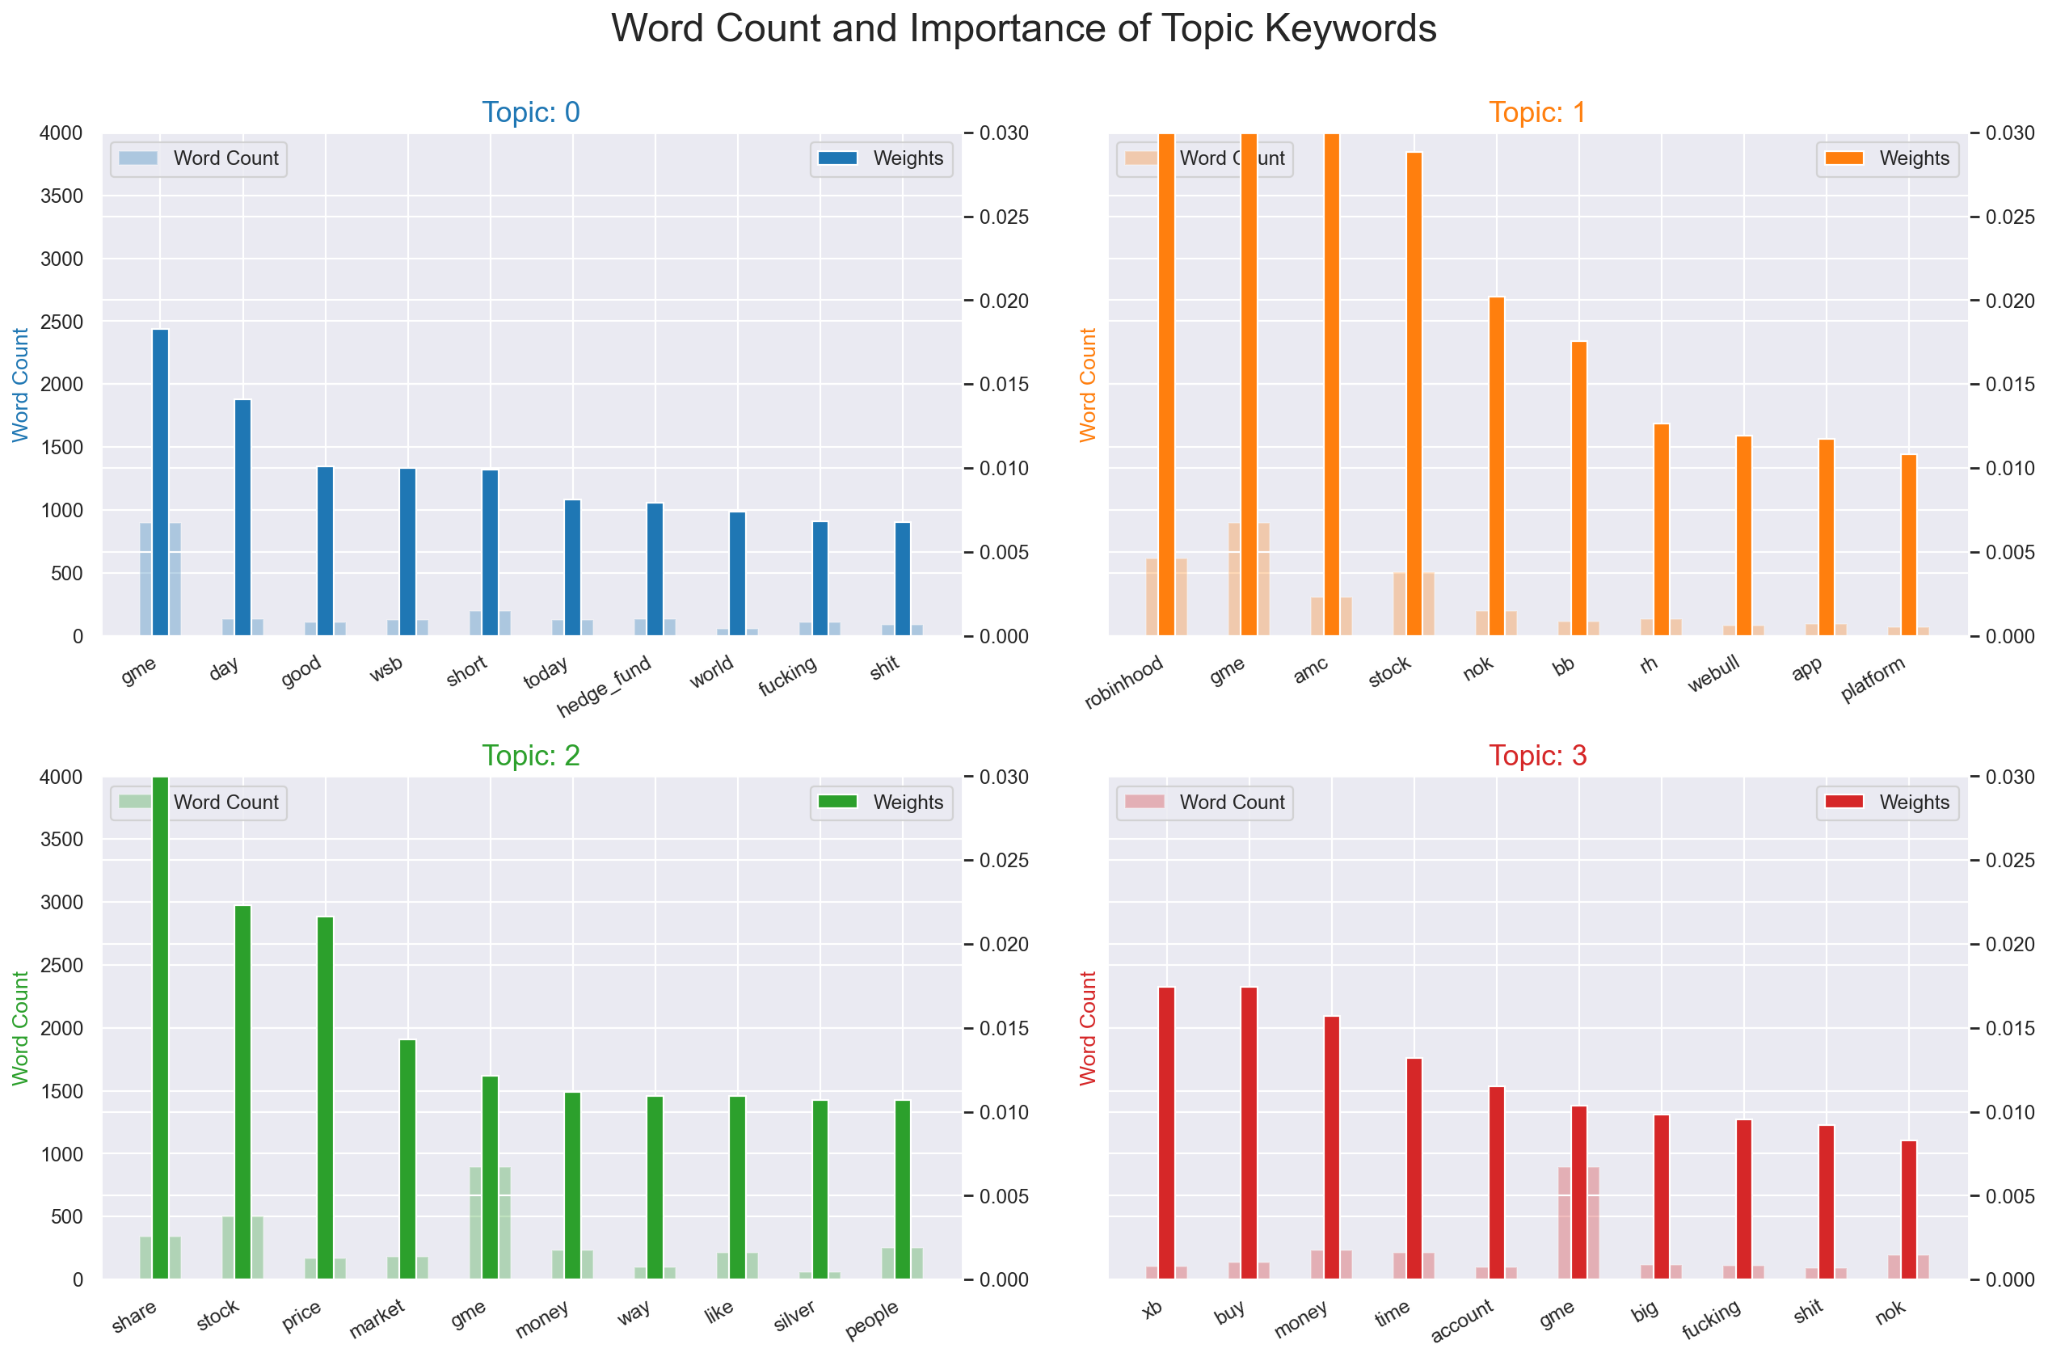 Word Count and Importance of Topic Keywords
Topic: 0
Word Count
Weights
4000
3500
3000
2500
2000
1500
1000
500
0
Word Count
0.030
0.025
0.020
0.015
0.010
0.005
0.000
gme day good wsb short today hedge_fund world fucking shit
Topic: 1
Word Count
Weights
Word Count
0.030
0.025
0.020
0.015
0.010
0.005
0.000
robinhood gme amc stock nok bb rh webull app platform
Topic: 2
Word Count
Weights
4000
3500
3000
2500
2000
1500
1000
500
0
Word Count
0.030
0.025
0.020
0.015
0.010
0.005
0.000
share stock price market gme money way like silver people
Topic: 3
Word Count
Weights
Word Count
0.030
0.025
0.020
0.015
0.010
0.005
0.000
xb buy money time account gme big fucking shit nok